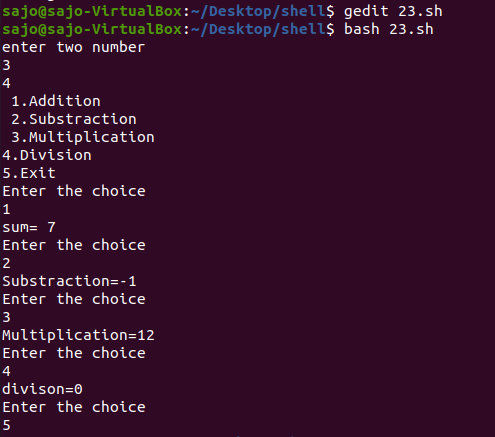 sajo@sajo-VirtualBox:~/Desktop/shell$ gedit 23.sh
sajo@sajo-VirtualBox:~/Desktop/shell$ bash 23.sh
enter two number
3
4
 1.Addition
 2.Substraction
 3.Multiplication
4.Division
5.Exit
Enter the choice
1
sum= 7
Enter the choice
2
Substraction=-1
Enter the choice
3
Multiplication=12
Enter the choice
4
divison=0
Enter the choice
5